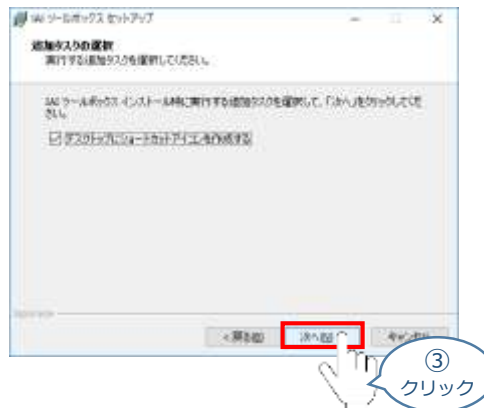 IAI ツールボックス セットアップ
追加タスクの選択
実行する追加タスクを選択してください。
IAI ツールボックス インストール時に実行する追加タスクを選択して、「次へ」をクリックしてくだ
さい。
デスクトップにショートカットアイコンを作成する
< 戻る(B)
次へ(N)
キャンセル
③
クリック